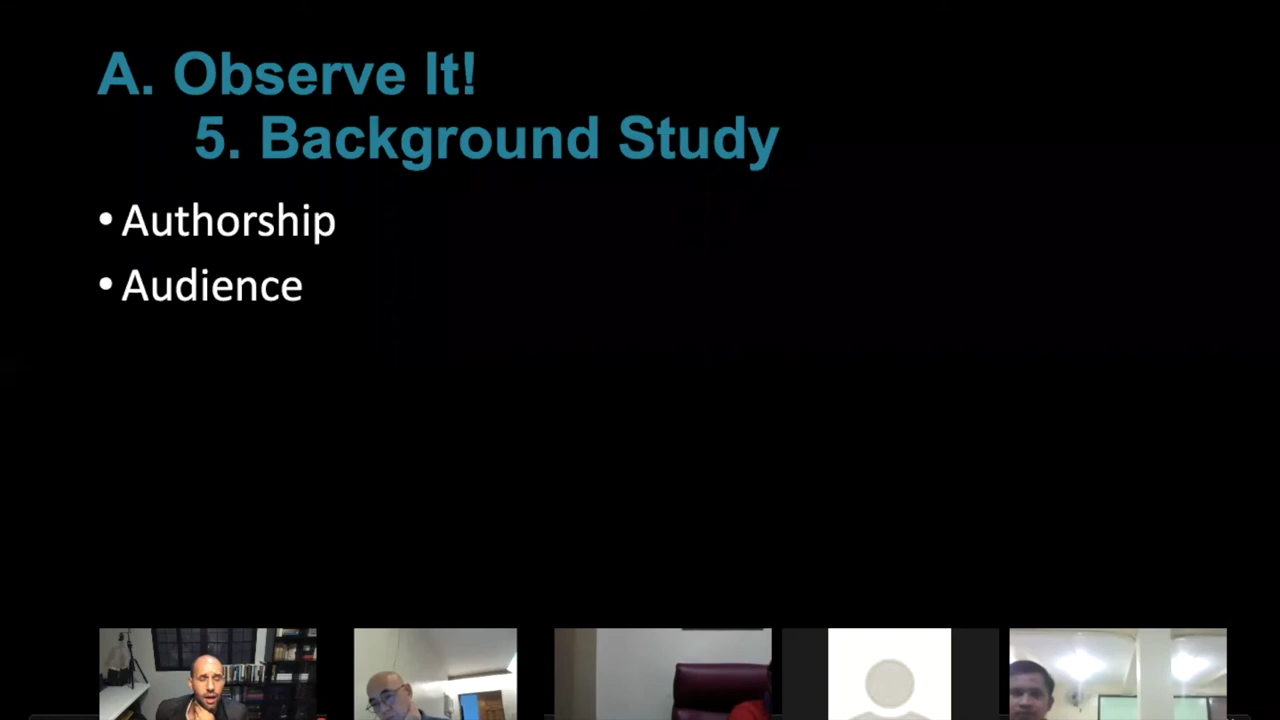 A. Observe It!
5. Background Study
• Authorship
• Audience